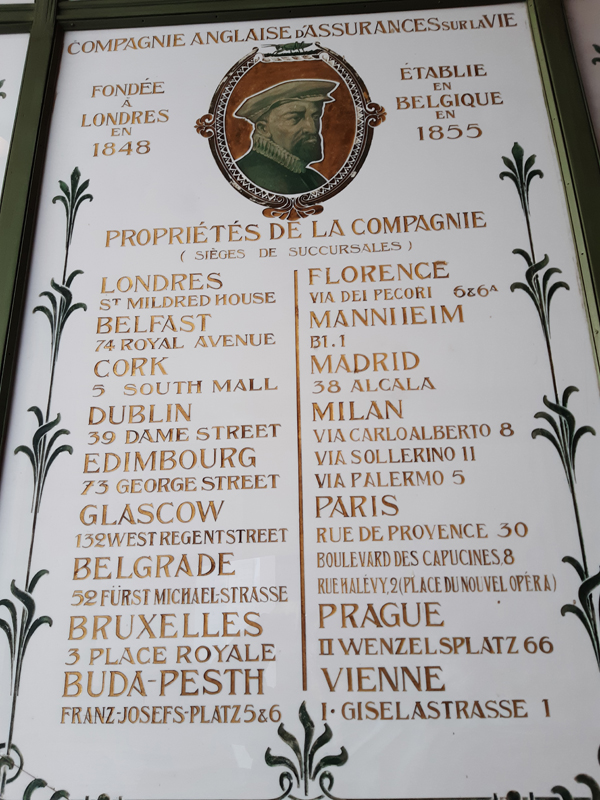 COMPAGNIE ANGLAISE D'ASSURANCES SUR LA VIE
FONDÉE
À
LONDRES
EN
1848
ÉTABLIE
EN
BELGIQUE
EN
1855
PROPRIÉTÉS DE LA COMPAGNIE
( SIÈGES DE SUCCURSALES )
LONDRES
ST MILDRED HOUSE
BELFAST
74 ROYAL AVENUE
CORK
5 SOUTH MALL
DUBLIN
39 DAME STREET
EDIMBOURG
73 GEORGE STREET
GLASCOW
132 WEST REGENT STREET
BELGRADE
52 FÜRST MICHAEL-STRASSE
BRUXELLES
3 PLACE ROYALE
BUDA-PESTH
FRANZ-JOSEFS-PLATZ 5&6
FLORENCE
VIA DEI PECORI 6&6A
MANNHEIM
B1.1
MADRID
38 ALCALA
MILAN
VIA CARLO ALBERTO 8
VIA SOLLERINO 11
VIA PALERMO 5
PARIS
RUE DE PROVENCE 30
BOULEVARD DES CAPUCINES, 8
RUE HALÉVY, 2 (PLACE DU NOUVEL OPÉRA)
PRAGUE
II WENZELSPLATZ 66
VIENNE
I. GISELASTRASSE 1